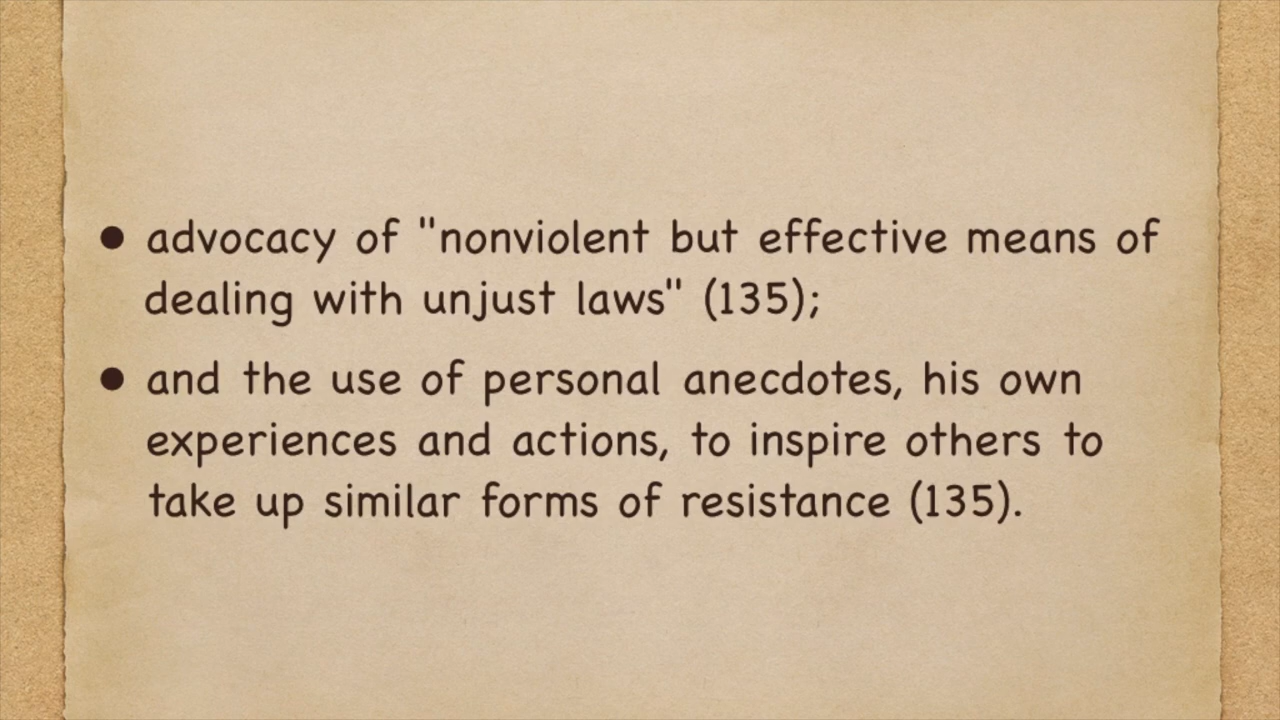 • advocacy of "nonviolent but effective means of
dealing with unjust laws" (135);
• and the use of personal anecdotes, his own
experiences and actions, to inspire others to
take up similar forms of resistance (135).